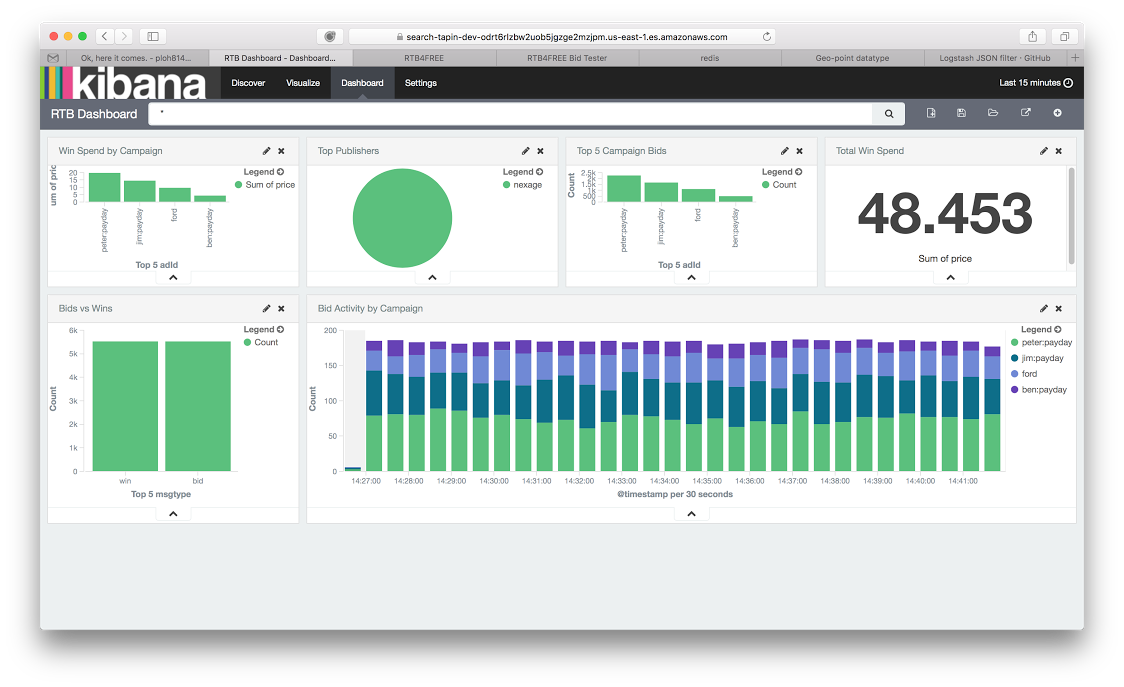 search-tapin-dev-odrt6rlzbw2uob5jgzge2mzjpm.us-east-1.es.amazonaws.com
Ok, here it comes. - ploh814... RTB Dashboard - Dashboard... RTB4FREE RTB4FREE Bid Tester redis Geo-point datatype Logstash JSON filter · GitHub
kibana Discover Visualize Dashboard Settings Last 15 minutes
RTB Dashboard *
Win Spend by Campaign
Legend
Sum of price
um of pric
20
15
10
5
0
peter:payday
jim:payday
ford
ben:payday
Top 5 adId
Top Publishers
Legend
nexage
Top 5 Campaign Bids
Legend
Count
Count
2.5k
2k
1.5k
1k
500
0
peter:payday
jim:payday
ford
ben:payday
Top 5 adId
Total Win Spend
48.453
Sum of price
Bids vs Wins
Legend
Count
Count
6k
5k
4k
3k
2k
1k
0
win bid
Top 5 msgtype
Bid Activity by Campaign
Legend
peter:payday
jim:payday
ford
ben:payday
Count
200
150
100
50
0
14:27:00 14:28:00 14:29:00 14:30:00 14:31:00 14:32:00 14:33:00 14:34:00 14:35:00 14:36:00 14:37:00 14:38:00 14:39:00 14:40:00 14:41:00
@timestamp per 30 seconds